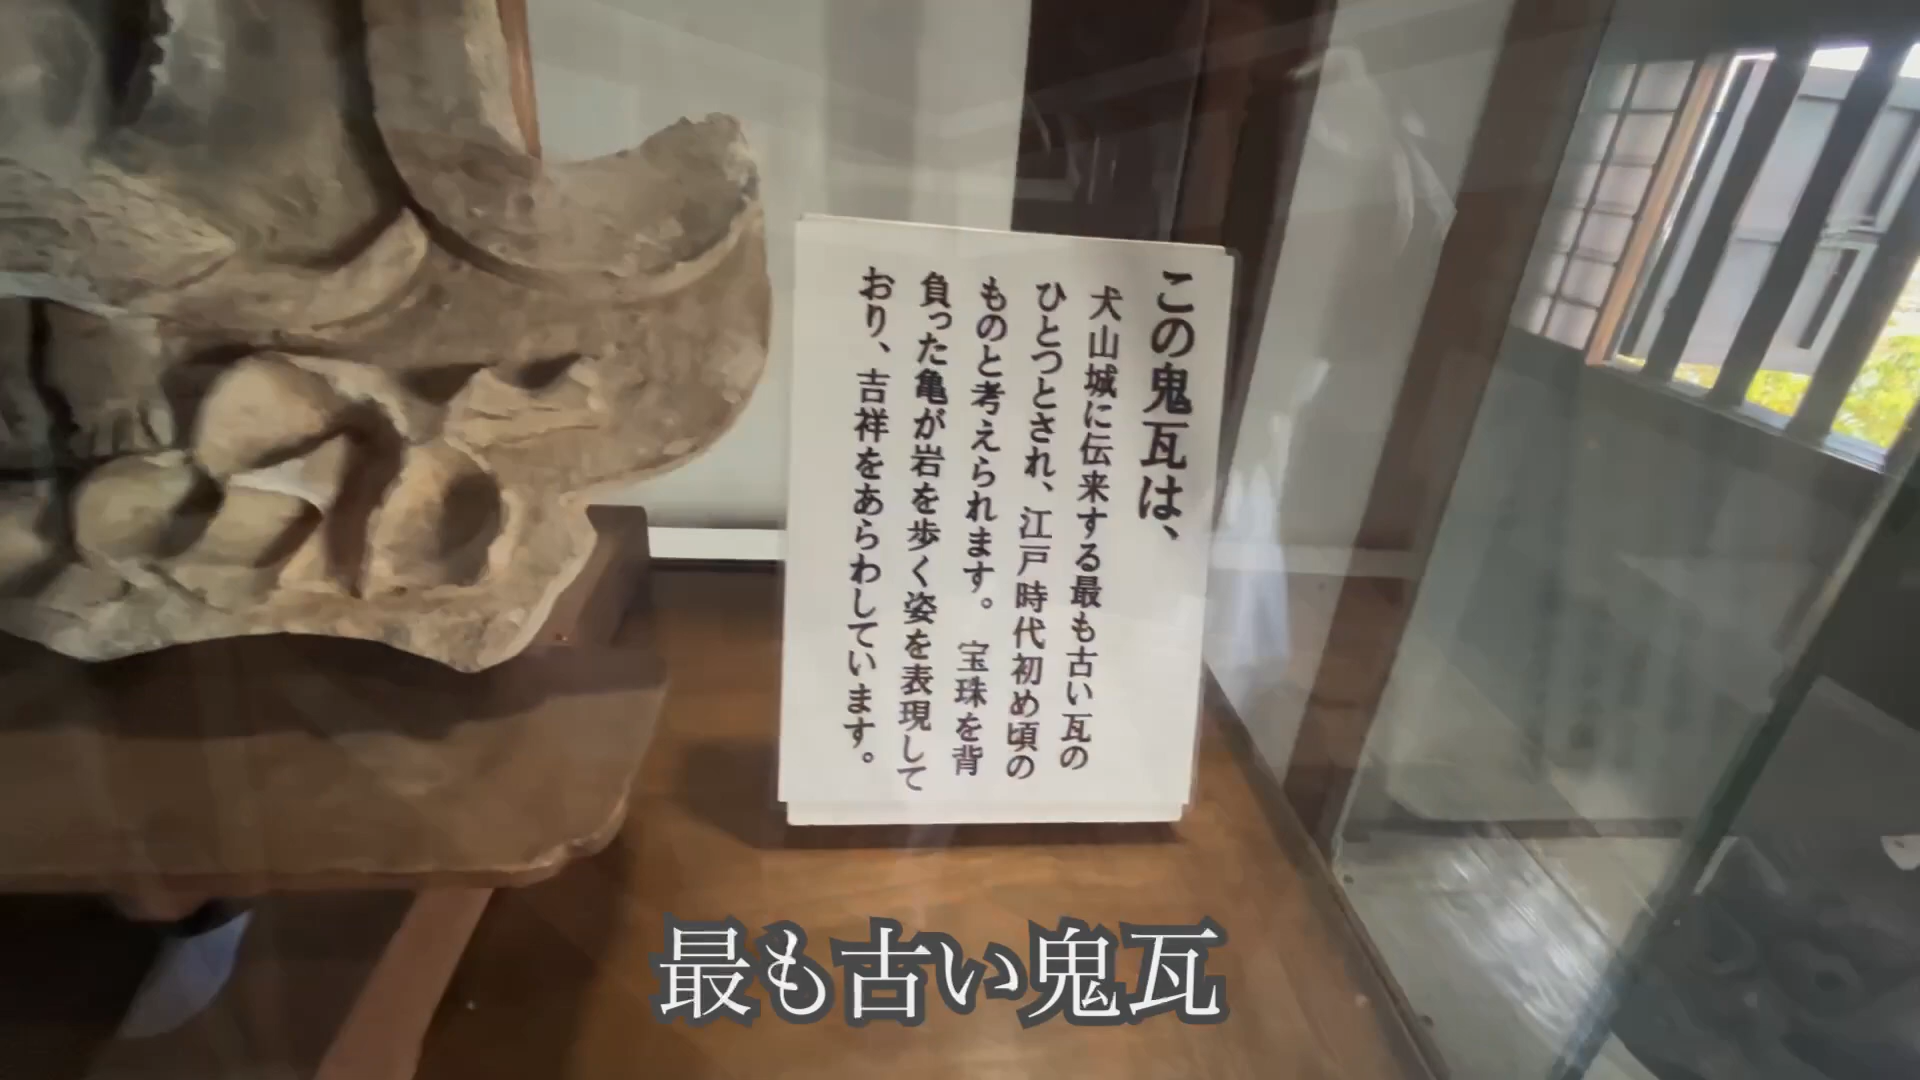 この鬼瓦は、
犬山城に伝来する最も古い瓦の
ひとつとされ、江戸時代初め頃の
ものと考えられます。宝珠を背
負った亀が岩を歩く姿を表現して
おり、吉祥をあらわしています。
最も古い鬼瓦